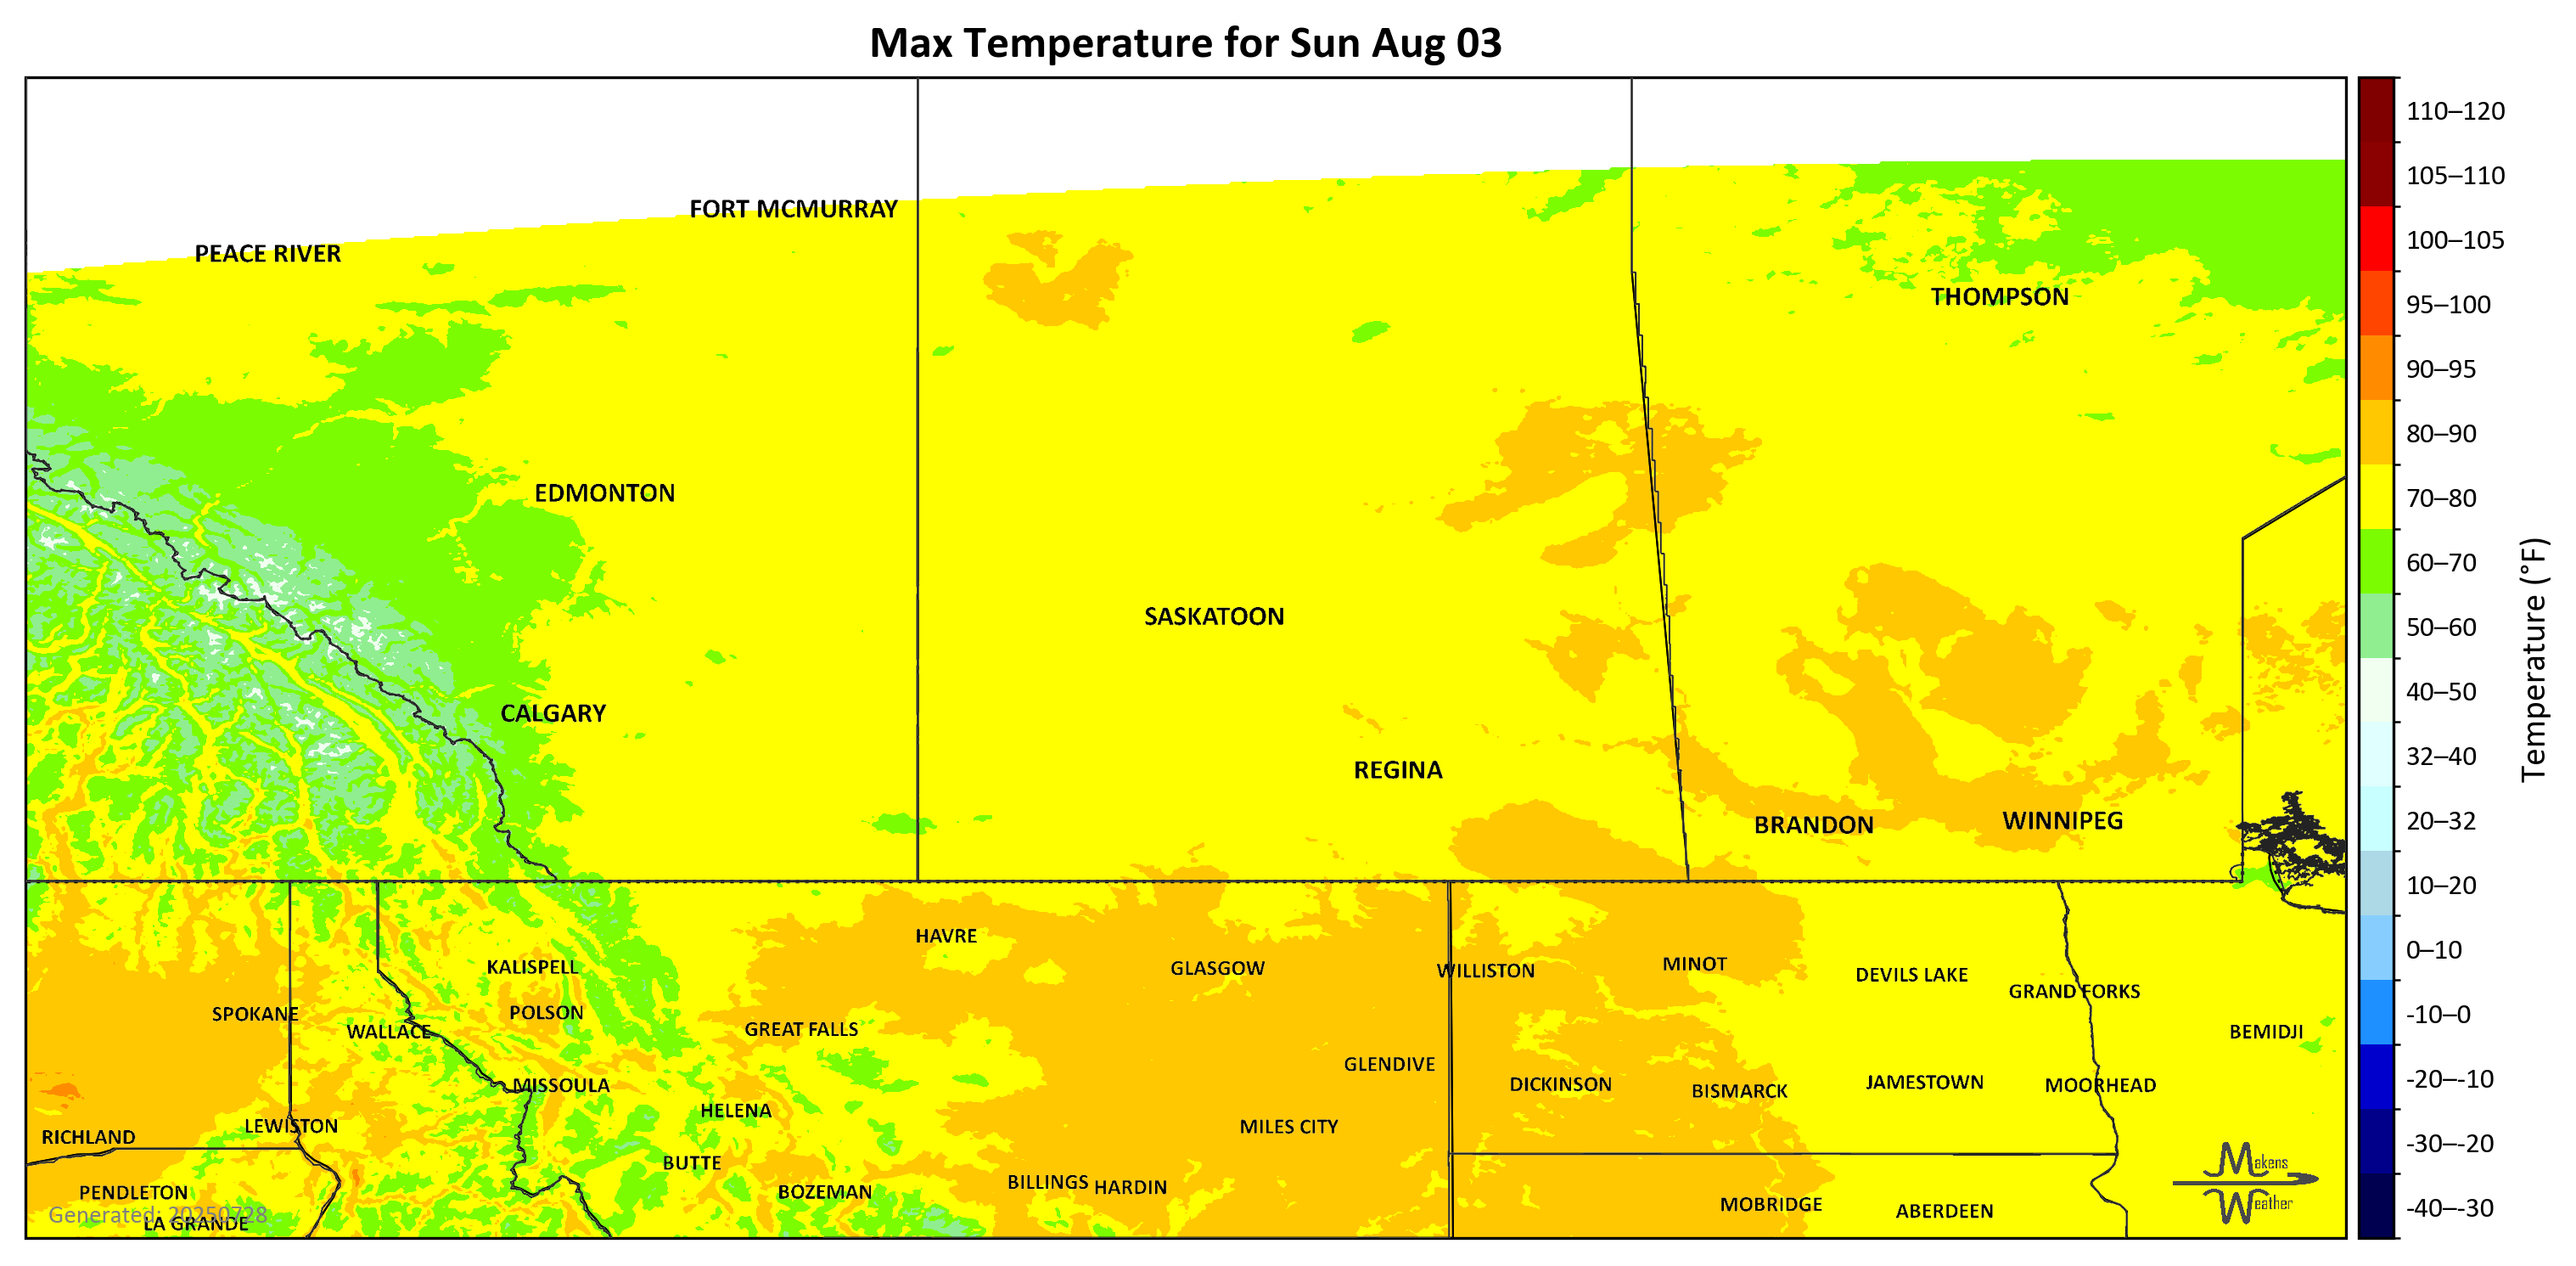 Max Temperature for Sun Aug 03
FORT MCMURRAY
PEACE RIVER
THOMPSON
EDMONTON
SASKATOON
CALGARY
REGINA
BRANDON
WINNIPEG
HAVRE
KALISPELL
GLASGOW
WILLISTON
MINOT
DEVILS LAKE
GRAND FORKS
SPOKANE
POLSON
WALLACE
GREAT FALLS
BEMIDJI
GLENDIVE
MISSOULA
DICKINSON
BISMARCK
JAMESTOWN
MOORHEAD
HELENA
LEWISTON
MILES CITY
RICHLAND
BUTTE
BILLINGS
HARDIN
PENDLETON
BOZEMAN
MOBRIDGE
ABERDEEN
Generated: 20250728
LA GRANDE
Makens
Weather
110–120
105–110
100–105
95–100
90–95
80–90
70–80
60–70
50–60
40–50
32–40
20–32
10–20
0–10
-10–0
-20–-10
-30–-20
-40–-30
Temperature (°F)